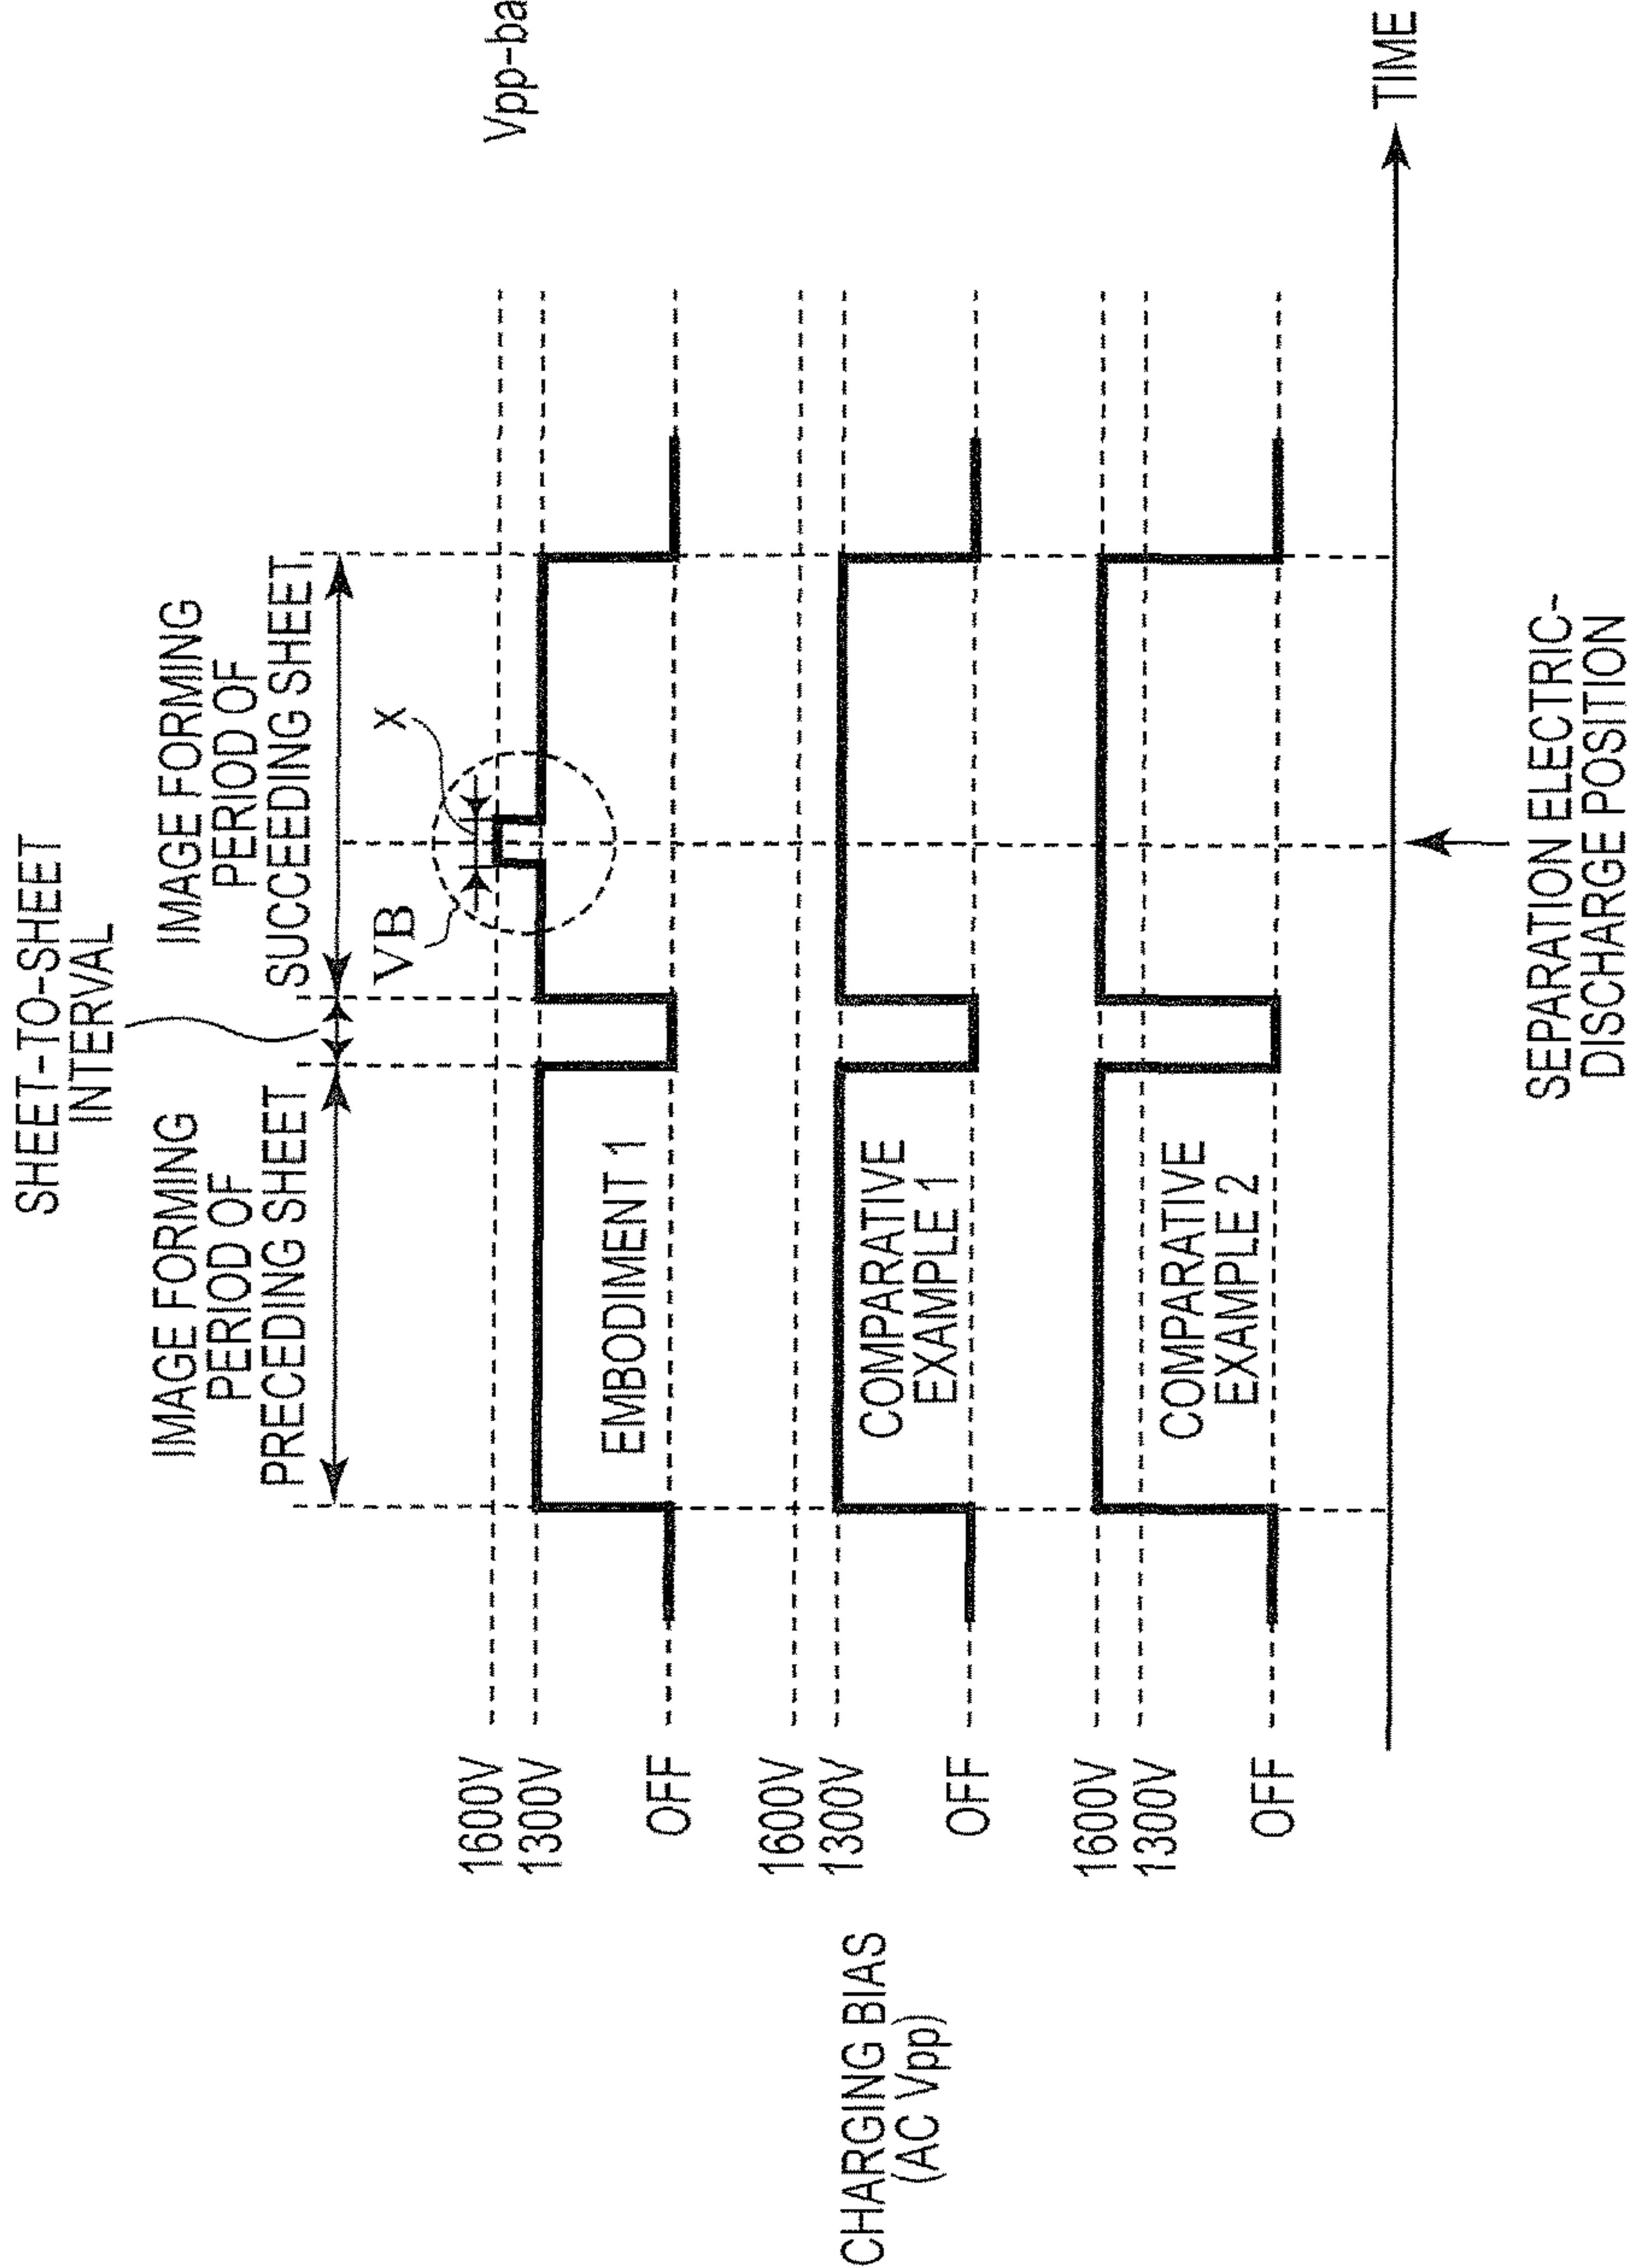 SHEET-TO-SHEET
INTERVAL
IMAGE FORMING
PERIOD OF
PRECEDING SHEET
IMAGE FORMING
PERIOD OF
SUCCEEDING SHEET
VB
X
Vpp-ba
1600V
1300V
OFF
EMBODIMENT 1
CHARGING BIAS
(AC Vpp)
1600V
1300V
OFF
COMPARATIVE
EXAMPLE 1
1600V
1300V
OFF
COMPARATIVE
EXAMPLE 2
TIME
SEPARATION ELECTRIC-
DISCHARGE POSITION